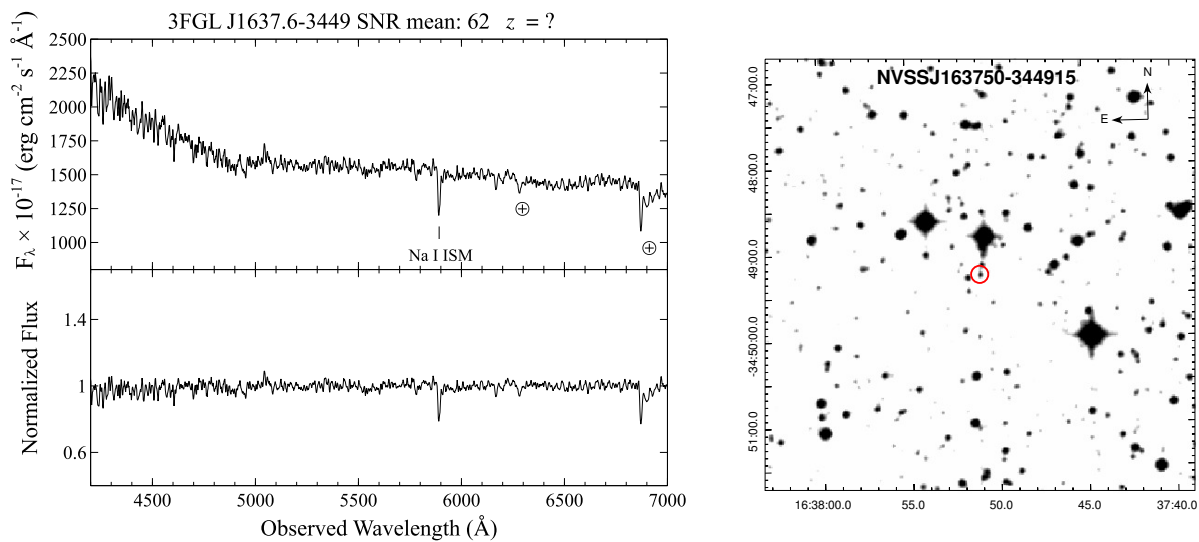 3FGL J1637.6-3449 SNR mean: 62 z = ?
F_λ × 10^-17 (erg cm^-2 s^-1 Å^-1)
2500
2250
2000
1750
1500
1250
1000
⊕
⊕
Na I ISM
Normalized Flux
1.4
1
0.6
4500 5000 5500 6000 6500 7000
Observed Wavelength (Å)
NVSSJ163750-344915
N
E
47:00.0
48:00.0
49:00.0
-34:50:00.0
51:00.0
16:38:00.0 55.0 50.0 45.0 37:40.0